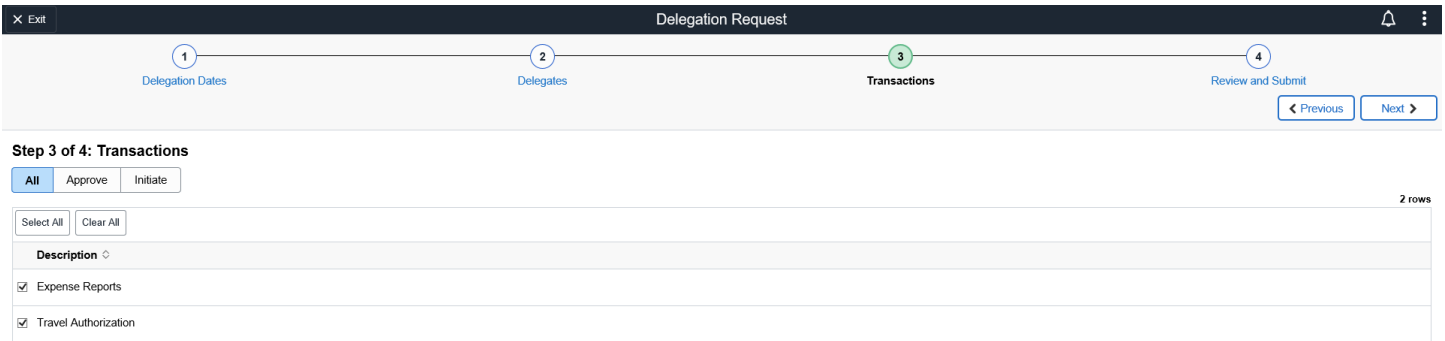 Exit
Delegation Request
1
2
3
4
Delegation Dates
Delegates
Transactions
Review and Submit
Previous
Next
Step 3 of 4: Transactions
All
Approve
Initiate
2 rows
Select All
Clear All
Description
Expense Reports
Travel Authorization